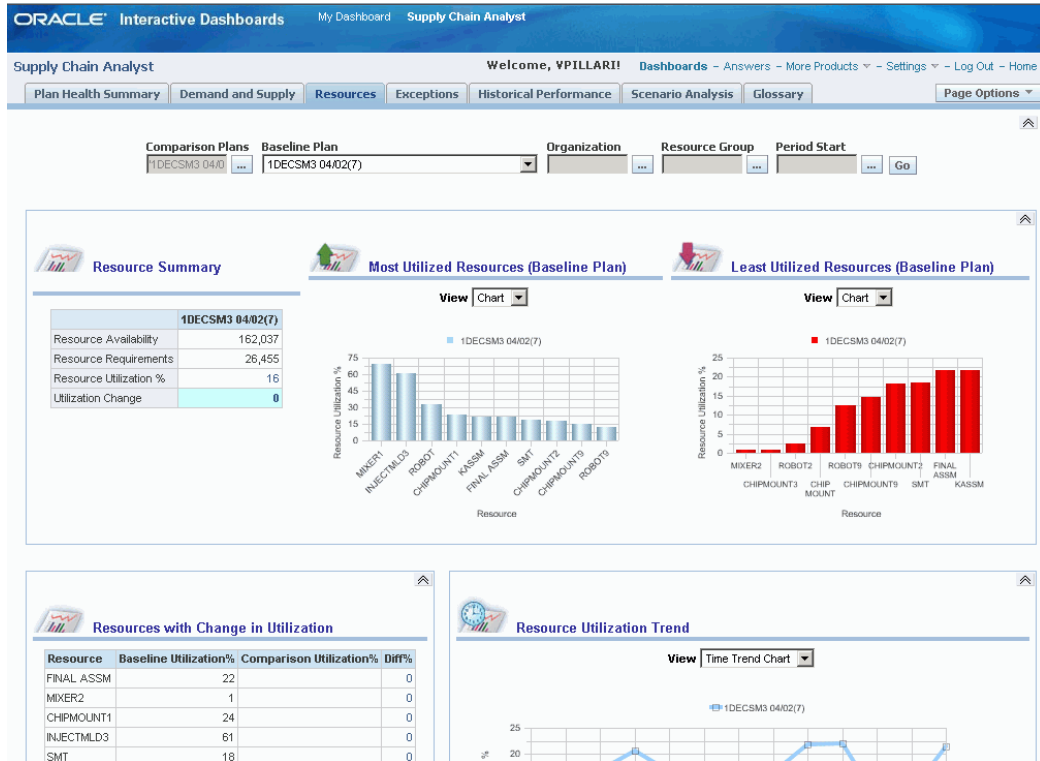 ORACLE Interactive Dashboards My Dashboard Supply Chain Analyst
Supply Chain Analyst Welcome, VPILLARI! Dashboards - Answers - More Products - Settings - Log Out - Home
Plan Health Summary Demand and Supply Resources Exceptions Historical Performance Scenario Analysis Glossary Page Options
Comparison Plans Baseline Plan Organization Resource Group Period Start
'1DECSM3 04/0 ... 1DECSM3 04/02(7) ... ... ... Go
Resource Summary
1DECSM3 04/02(7)
Resource Availability 162,037
Resource Requirements 26,455
Resource Utilization % 16
Utilization Change 0
Most Utilized Resources (Baseline Plan)
View Chart
1DECSM3 04/02(7)
Resource Utilization %
75
60
45
30
15
0
MIXER1 INJECTMLD3 ROBOT CHIPMOUNT1 KASSM FINAL ASSM SMT CHIPMOUNT2 CHIPMOUNT9 ROBOT9
Resource
Least Utilized Resources (Baseline Plan)
View Chart
1DECSM3 04/02(7)
Resource Utilization %
25
20
15
10
5
0
MIXER2 CHIPMOUNT3 ROBOT2 CHIP MOUNT ROBOT9 CHIPMOUNT9 CHIPMOUNT2 SMT FINAL ASSM KASSM
Resource
Resources with Change in Utilization
Resource Baseline Utilization% Comparison Utilization% Diff%
FINAL ASSM 22 0
MIXER2 1 0
CHIPMOUNT1 24 0
INJECTMLD3 61 0
SMT 18 0
Resource Utilization Trend
View Time Trend Chart
1DECSM3 04/02(7)
25
20
%